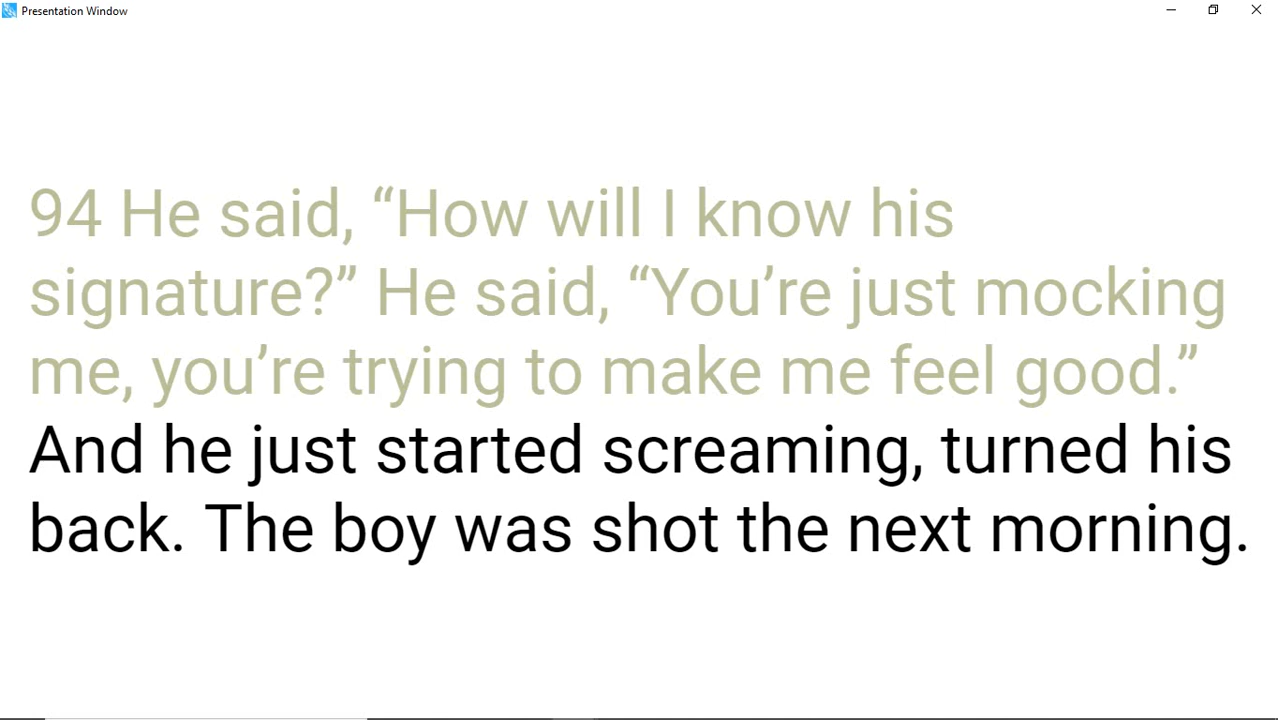 Presentation Window
94 He said, “How will I know his
signature?” He said, “You’re just mocking
me, you’re trying to make me feel good.”
And he just started screaming, turned his
back. The boy was shot the next morning.